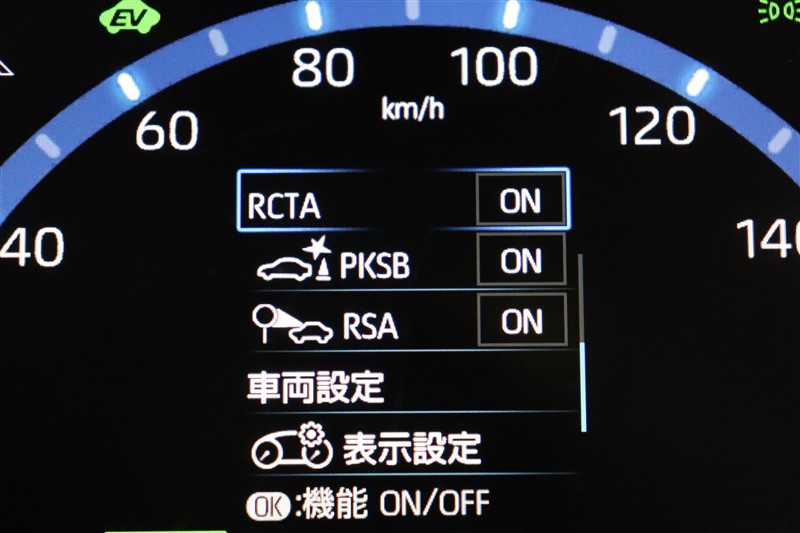 EV
80 100
km/h
60 120
40 140
RCTA ON
PKSB ON
RSA ON
車両設定
表示設定
OK:機能 ON/OFF